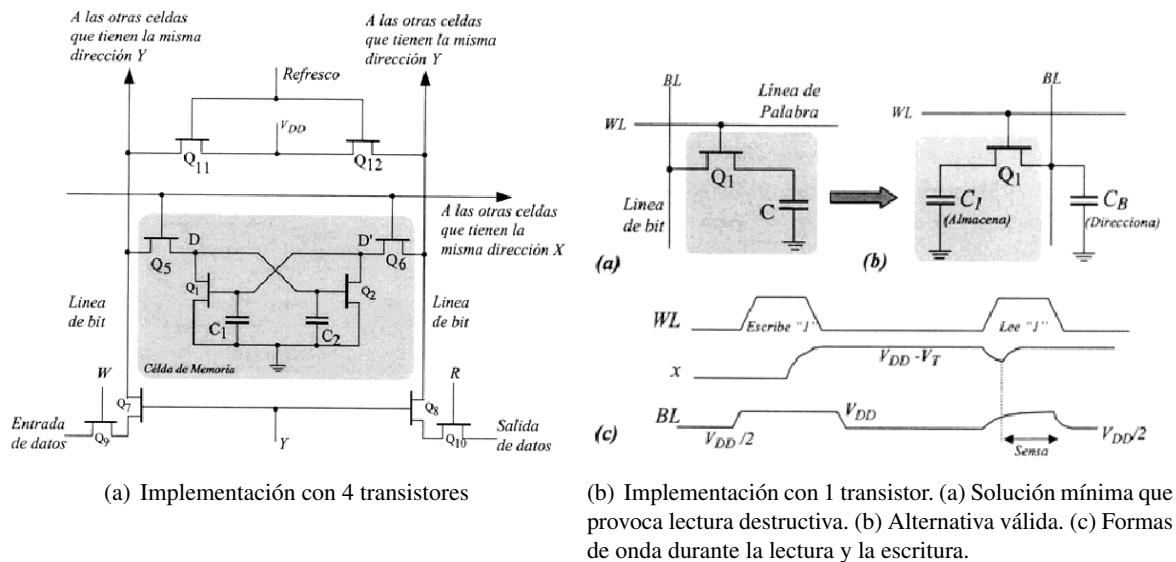 A las otras celdas
que tienen la misma
dirección Y
A las otras celdas
que tienen la misma
dirección Y
Refresco
V_DD
Q11
Q12
A las otras celdas
que tienen la misma
dirección X
D
D'
Q5
Q6
Q1
Q2
C1
C2
Linea
de bit
Linea
de bit
Célda de Memoria
W
R
Q7
Q8
Entrada
de datos
Q9
Y
Q10
Salida
de datos
(a) Implementación con 4 transistores
BL
Línea de
Palabra
WL
Q1
C
Linea
de bit
(a)
BL
WL
Q1
C1
(Almacena)
CB
(Direcciona)
(b)
WL
Escribe "1"
Lee "1"
x
V_DD -V_T
BL
V_DD/2
V_DD
V_DD/2
Sensa
(c)
(b) Implementación con 1 transistor. (a) Solución mínima que
provoca lectura destructiva. (b) Alternativa válida. (c) Formas
de onda durante la lectura y la escritura.